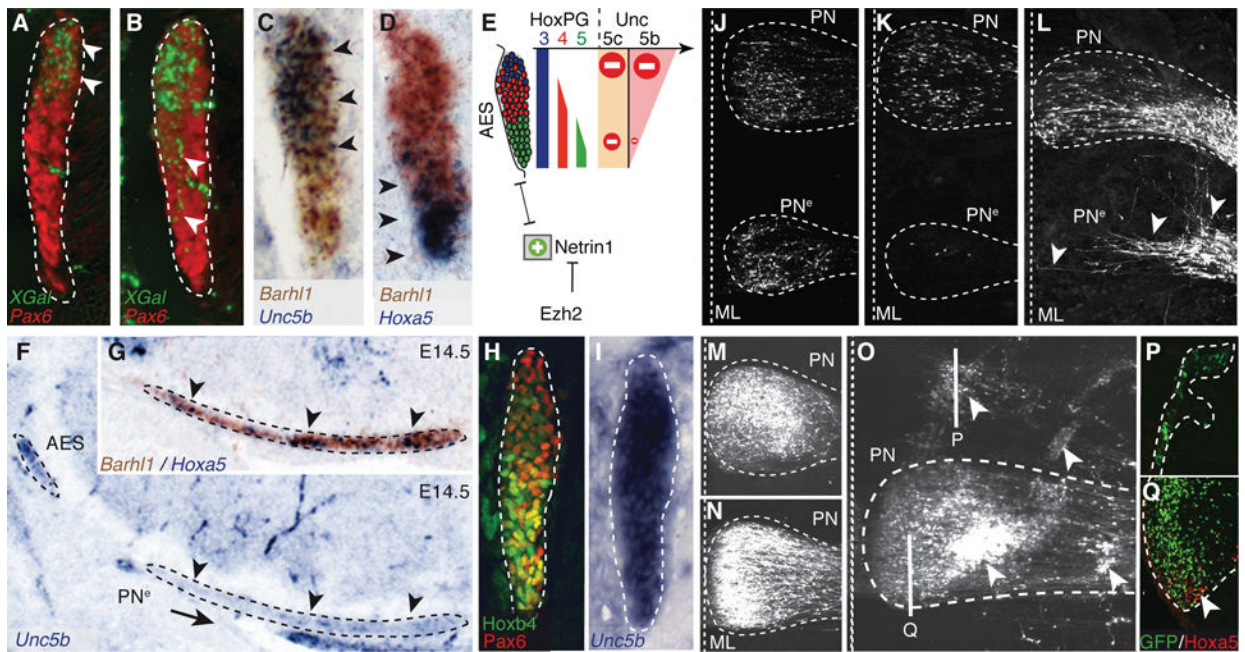 A
XGal
Pax6
B
XGal
Pax6
C
Barhl1
Unc5b
D
Barhl1
Hoxa5
E
HoxPG
Unc
3 4 5 5c 5b
AES
Netrin1
Ezh2
J
PN
PNe
ML
K
PN
PNe
ML
L
PN
PNe
ML
F
AES
E14.5
PNe
Unc5b
G
E14.5
Barhl1 / Hoxa5
H
Hoxb4
Pax6
I
Unc5b
M
PN
N
PN
ML
O
P
PN
Q
P
Q
GFP/Hoxa5